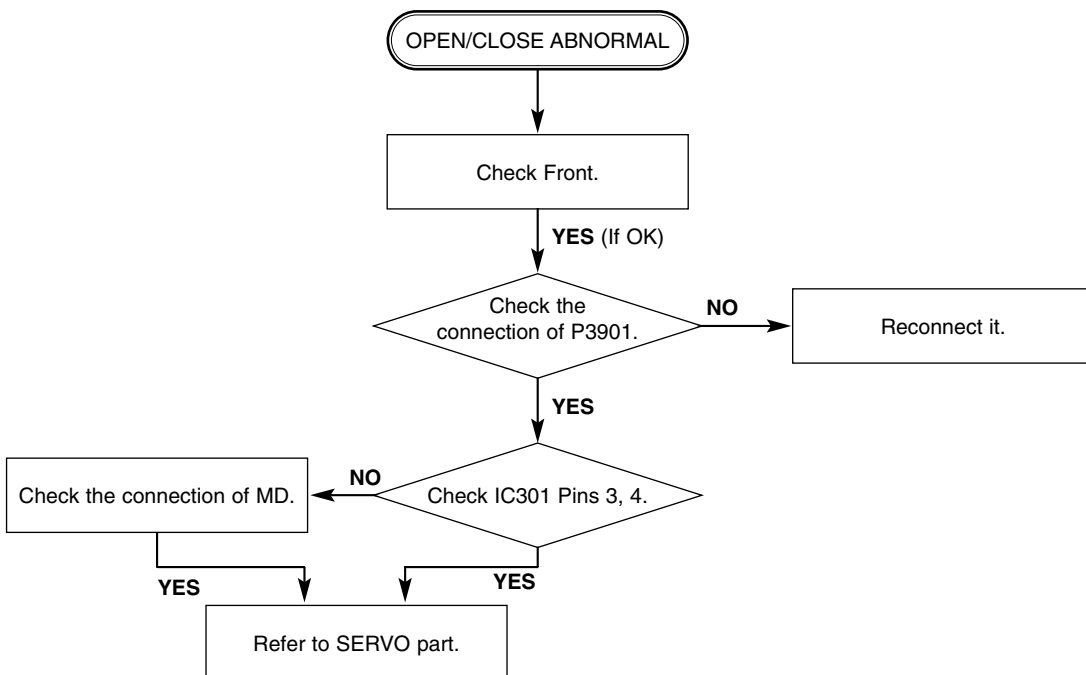 OPEN/CLOSE ABNORMAL
Check Front.
YES (If OK)
Check the
connection of P3901.
NO
Reconnect it.
YES
Check IC301 Pins 3, 4.
NO
Check the connection of MD.
YES
YES
Refer to SERVO part.